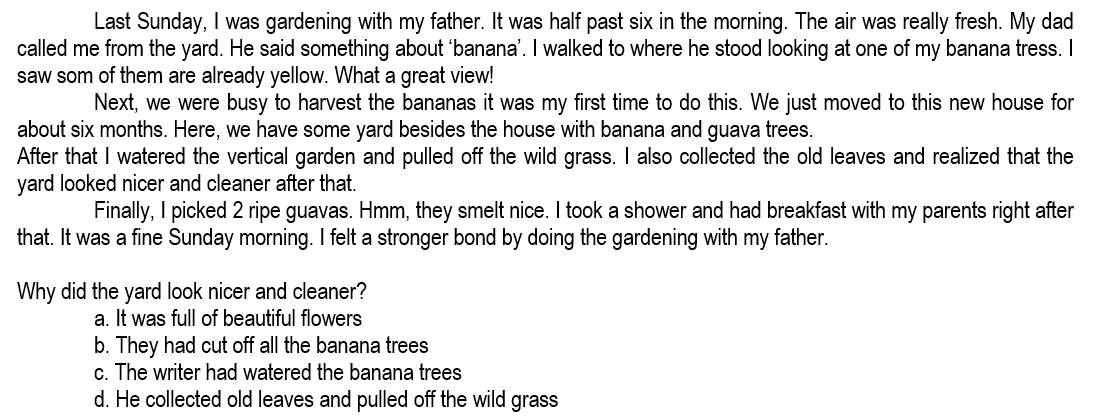 Last Sunday, I was gardening with my father. It was half past six in the morning. The air was really fresh. My dad
called me from the yard. He said something about ‘banana’. I walked to where he stood looking at one of my banana tress. I
saw som of them are already yellow. What a great view!
Next, we were busy to harvest the bananas it was my first time to do this. We just moved to this new house for
about six months. Here, we have some yard besides the house with banana and guava trees.
After that I watered the vertical garden and pulled off the wild grass. I also collected the old leaves and realized that the
yard looked nicer and cleaner after that.
Finally, I picked 2 ripe guavas. Hmm, they smelt nice. I took a shower and had breakfast with my parents right after
that. It was a fine Sunday morning. I felt a stronger bond by doing the gardening with my father.
Why did the yard look nicer and cleaner?
a. It was full of beautiful flowers
b. They had cut off all the banana trees
c. The writer had watered the banana trees
d. He collected old leaves and pulled off the wild grass